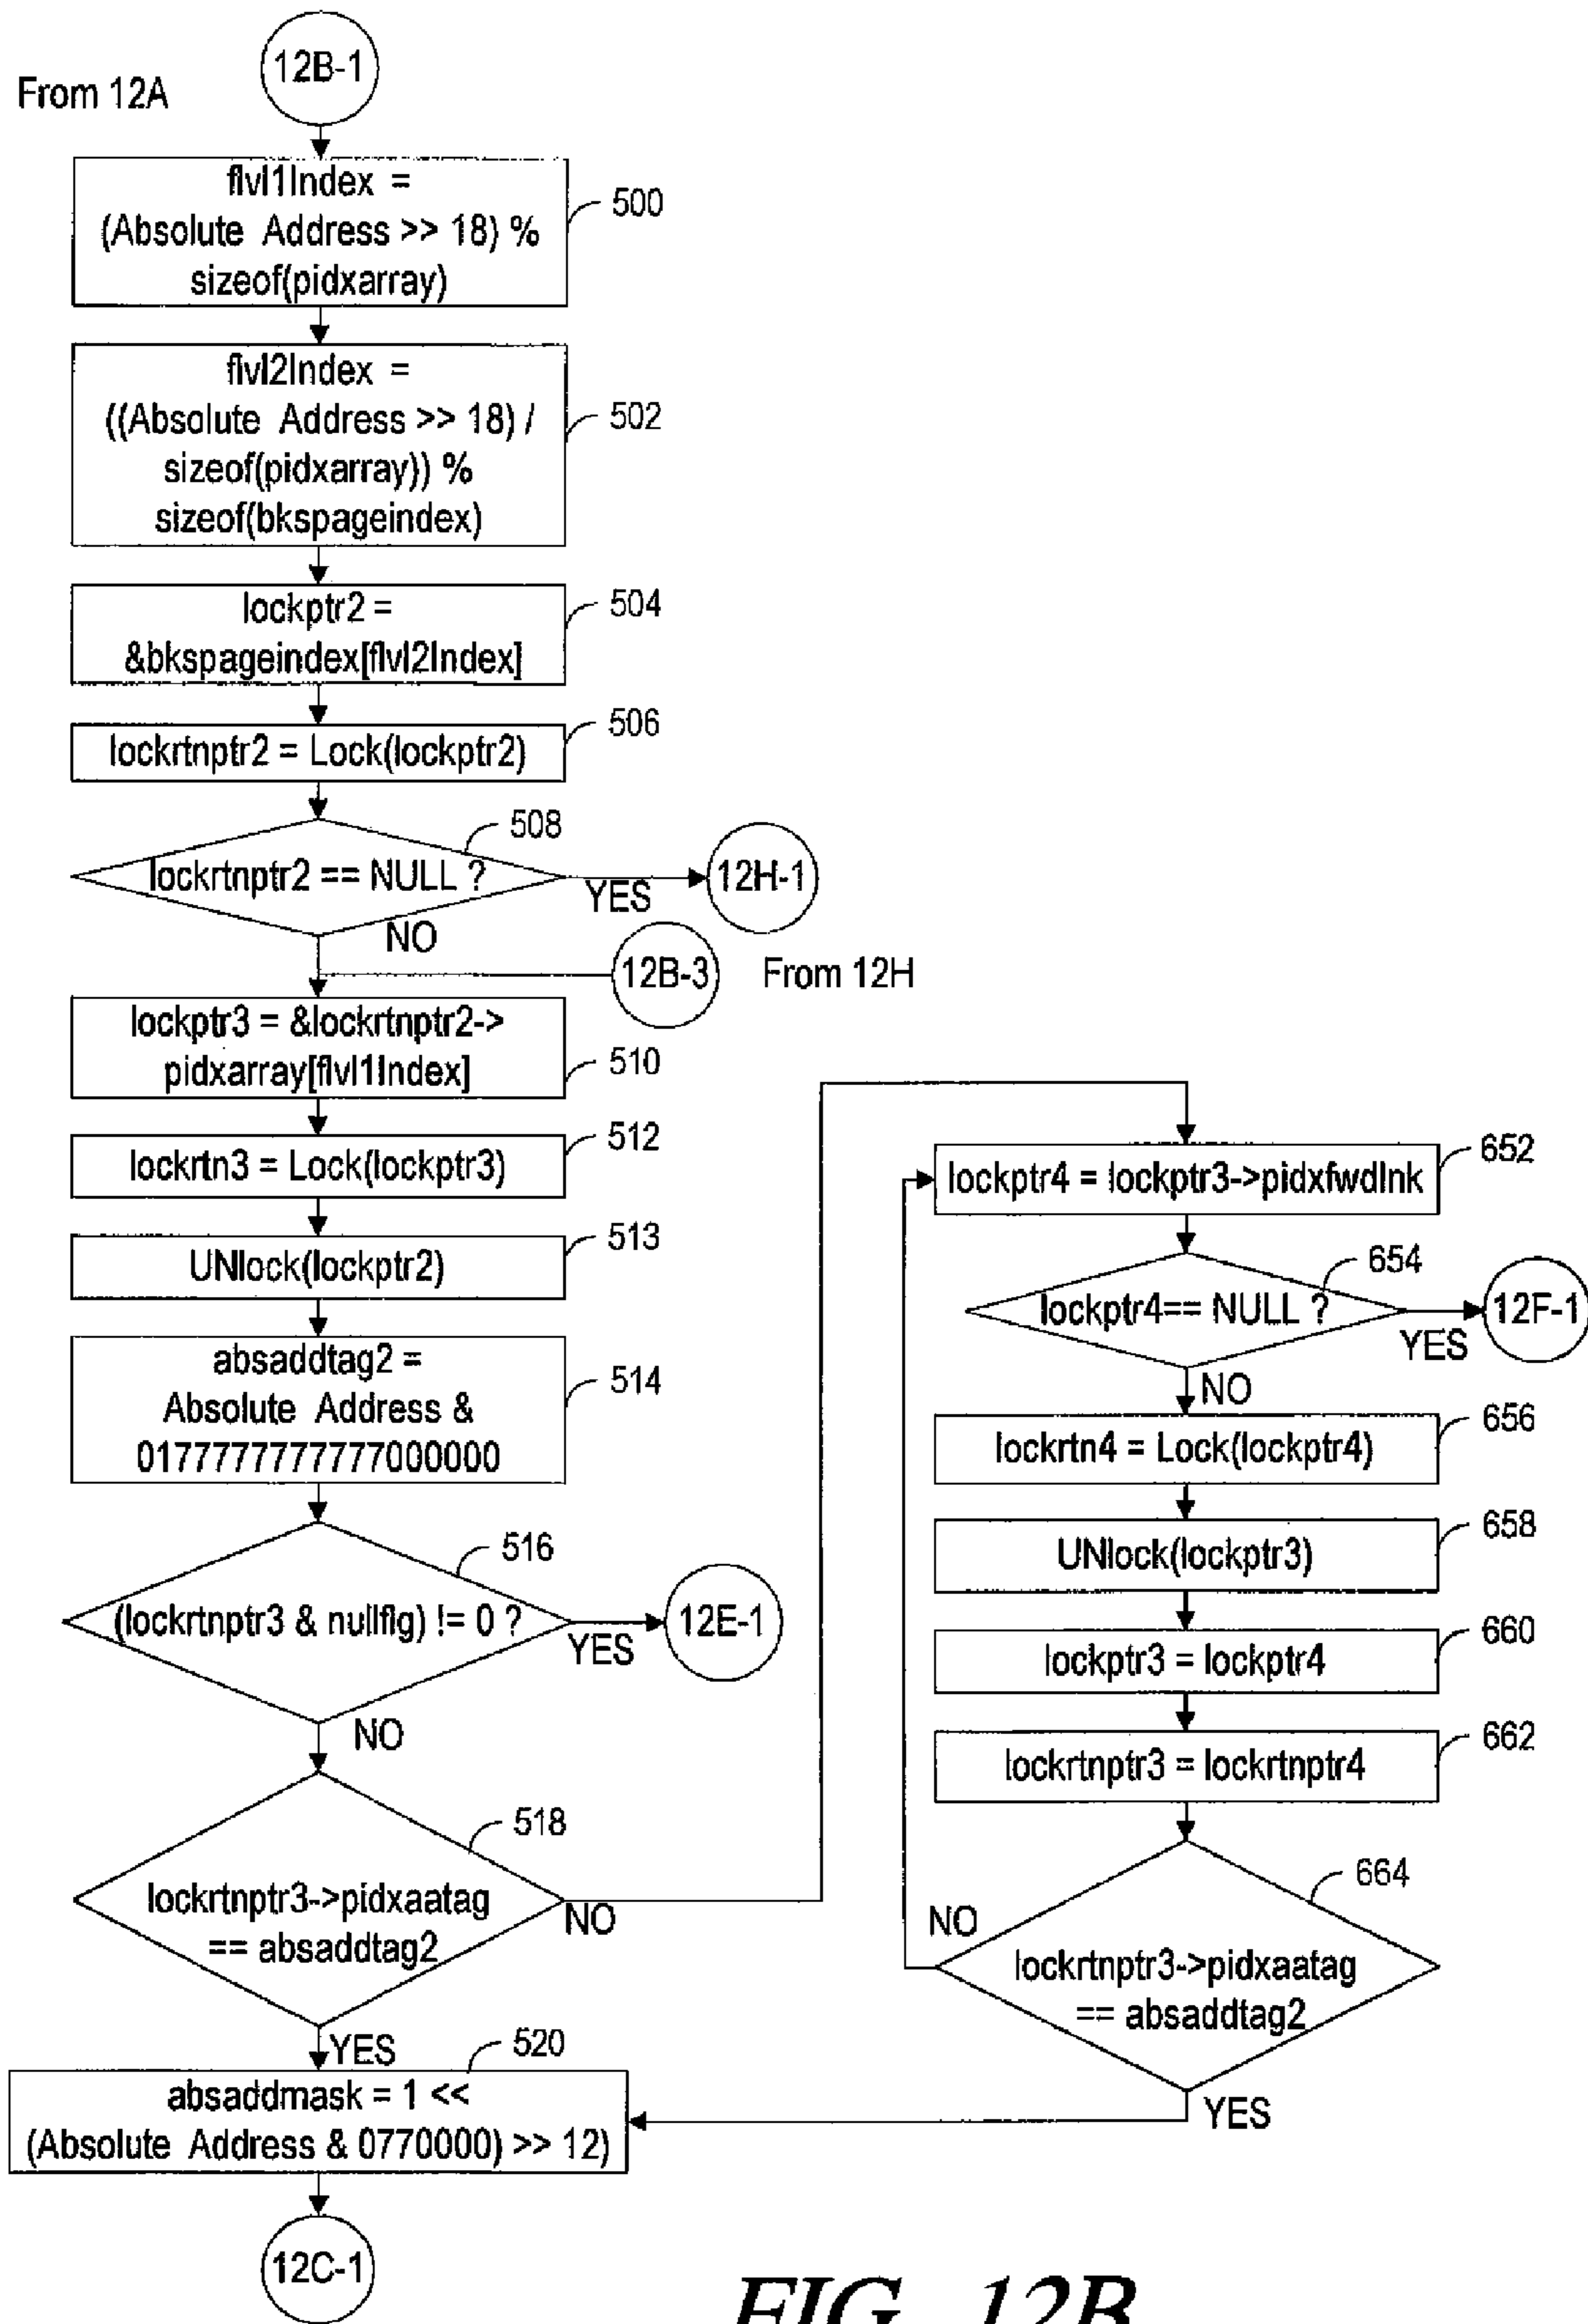 From 12A
12B-1
flvl1Index =
(Absolute Address >> 18) %
sizeof(pidxarray)
500
flvl2Index =
((Absolute Address >> 18) /
sizeof(pidxarray)) %
sizeof(bkspageindex)
502
lockptr2 =
&bkspageindex[flvl2Index]
504
lockrtnptr2 = Lock(lockptr2)
506
lockrtnptr2 == NULL ?
508
YES
12H-1
NO
12B-3
From 12H
lockptr3 = &lockrtnptr2->
pidxarray[flvl1Index]
510
lockrtn3 = Lock(lockptr3)
512
UNlock(lockptr2)
513
absaddtag2 =
Absolute Address &
0177777777777000000
514
(lockrtnptr3 & nullflg) != 0 ?
516
YES
12E-1
NO
lockrtnptr3->pidxaatag
== absaddtag2
518
NO
YES
absaddmask = 1 <<
(Absolute Address & 0770000) >> 12)
520
12C-1
lockptr4 = lockptr3->pidxfwdlnk
652
lockptr4== NULL ?
654
YES
12F-1
NO
lockrtn4 = Lock(lockptr4)
656
UNlock(lockptr3)
658
lockptr3 = lockptr4
660
lockrtnptr3 = lockrtnptr4
662
lockrtnptr3->pidxaatag
== absaddtag2
664
NO
YES
FIG. 12B